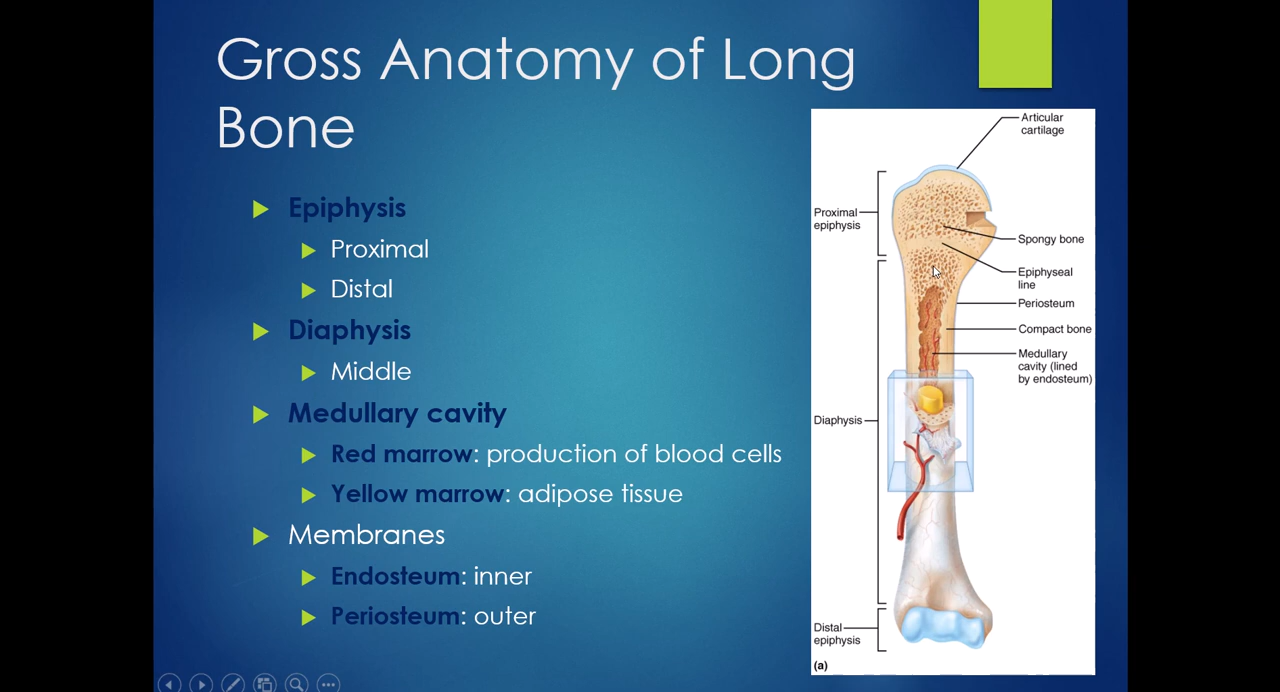 Gross Anatomy of Long
Bone
Epiphysis
Proximal
Distal
Diaphysis
Middle
Medullary cavity
Red marrow: production of blood cells
Yellow marrow: adipose tissue
Membranes
Endosteum: inner
Periosteum: outer
Articular
cartilage
Proximal
epiphysis
Spongy bone
Epiphyseal
line
Periosteum
Compact bone
Medullary
cavity (lined
by endosteum)
Diaphysis
Distal
epiphysis
(a)